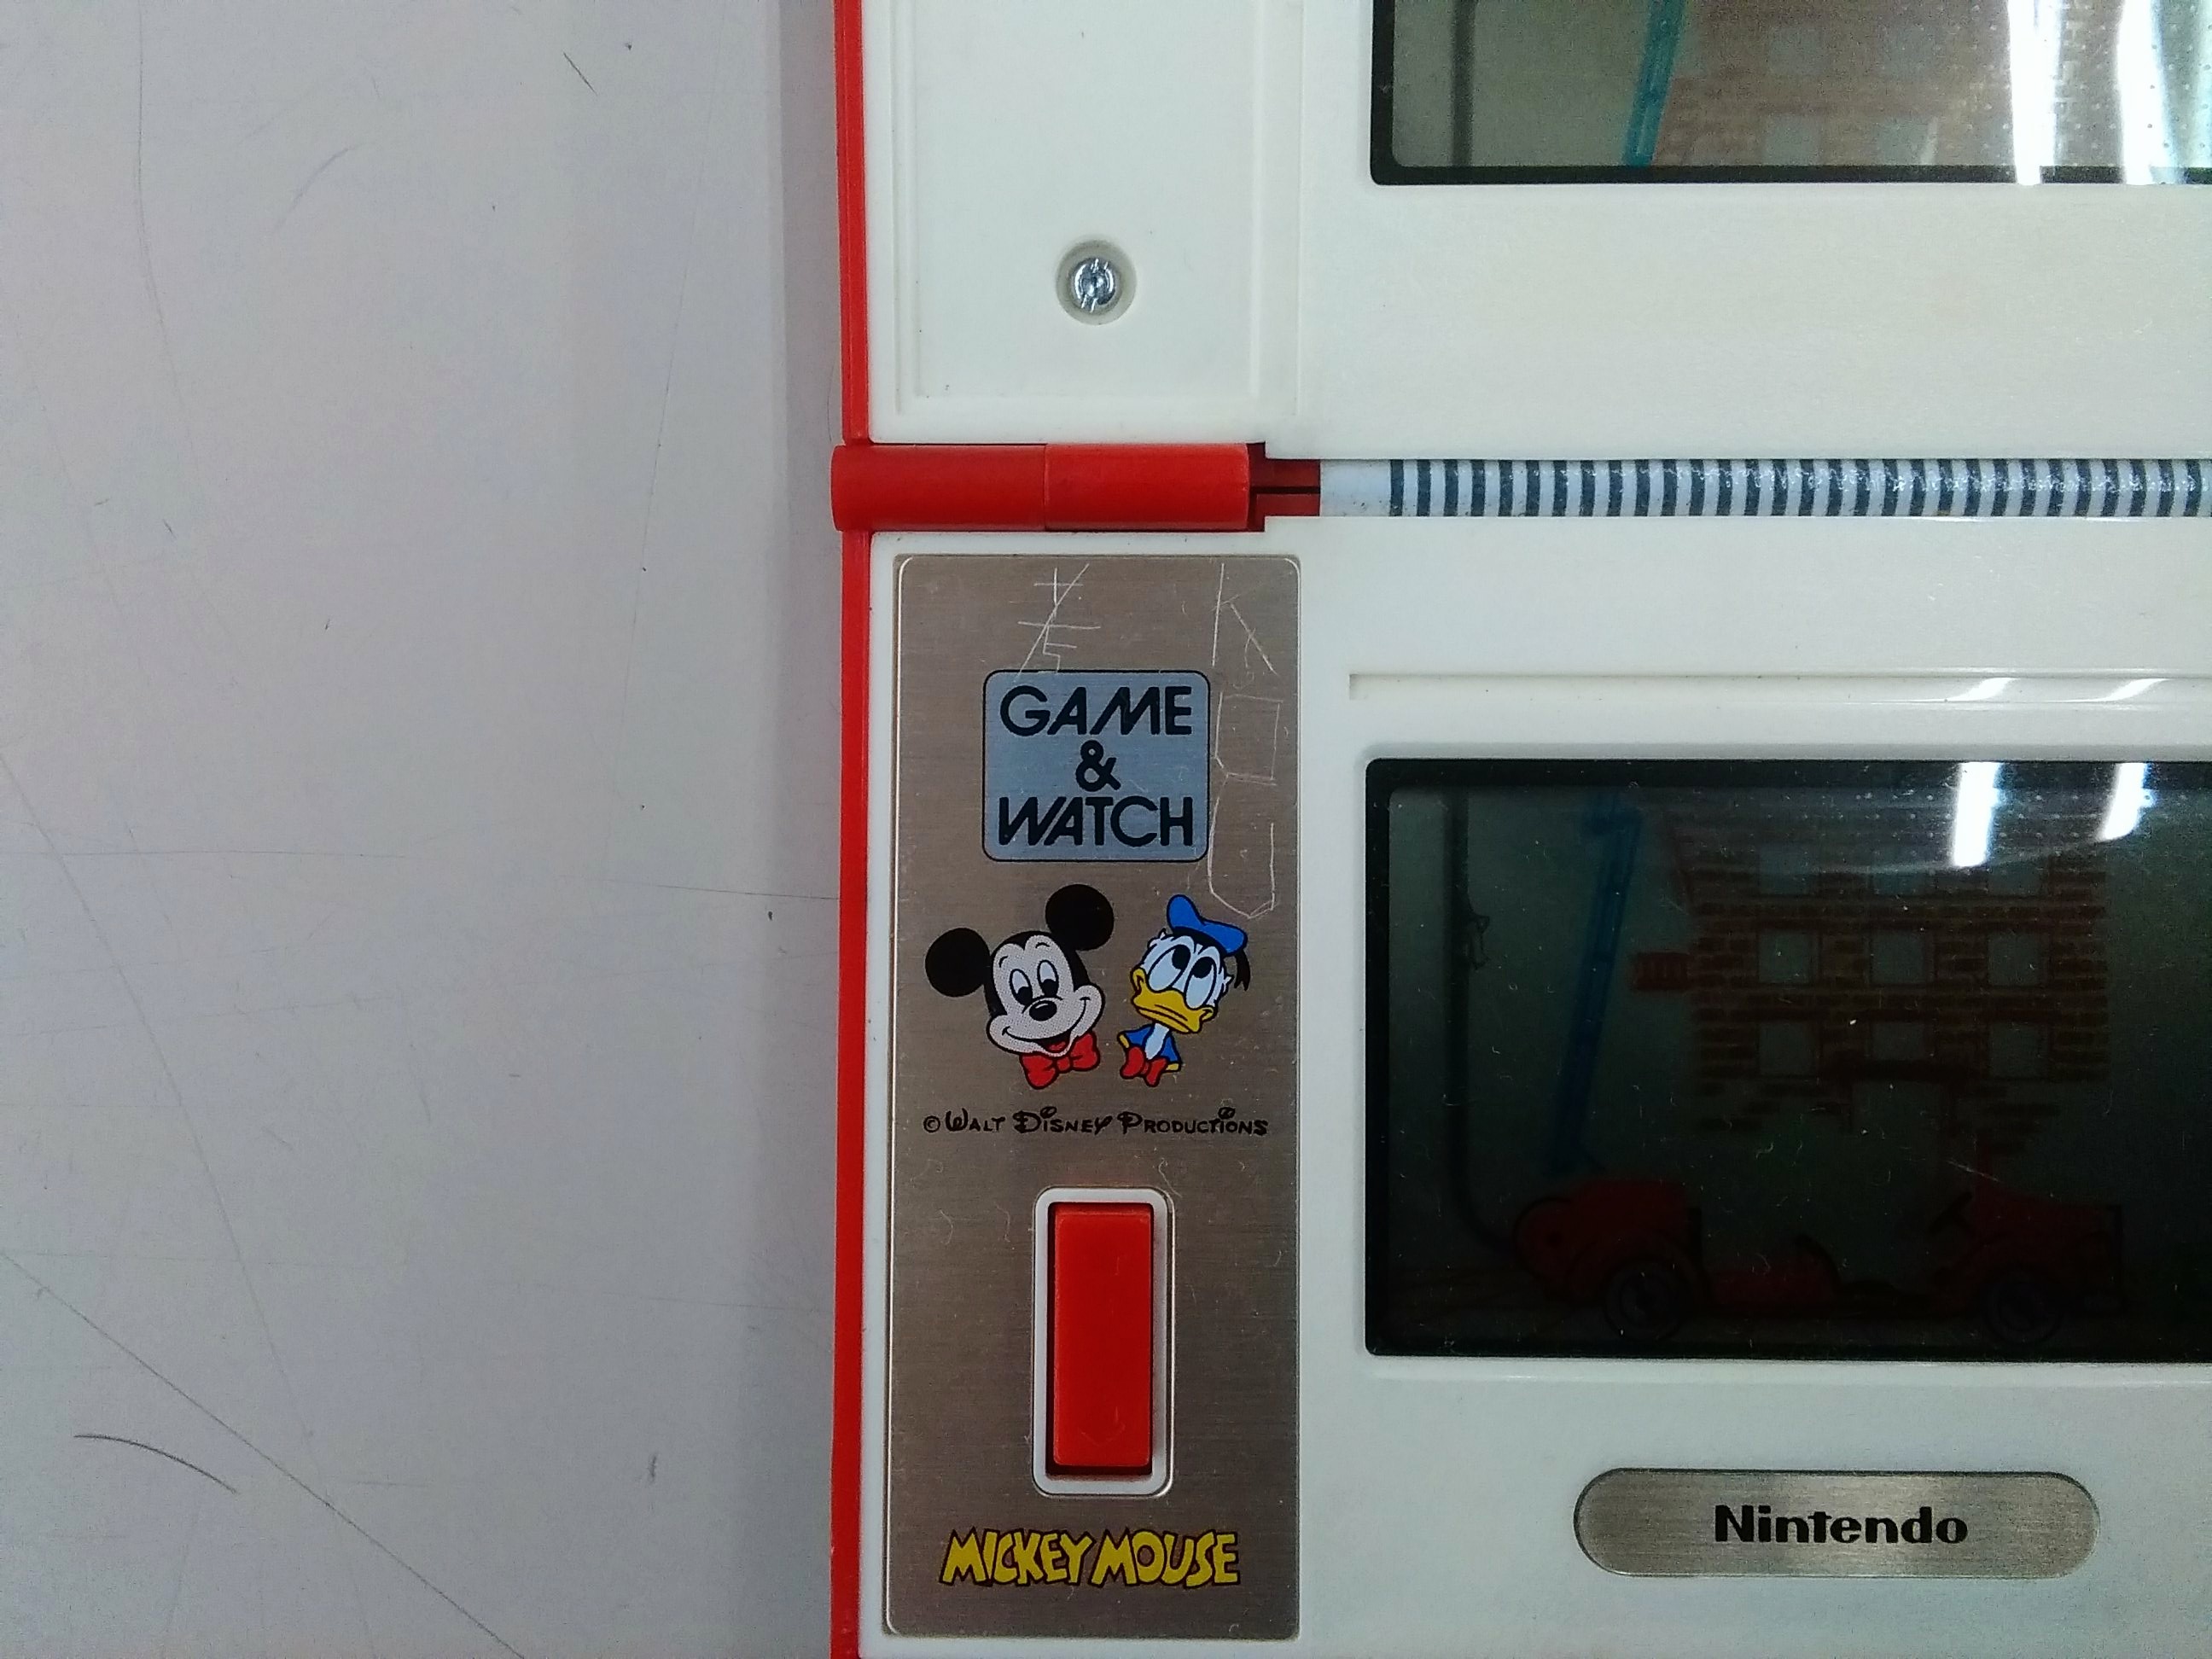 GAME
&
WATCH
© WALT DISNEY PRODUCTIONS
MICKEY MOUSE
Nintendo